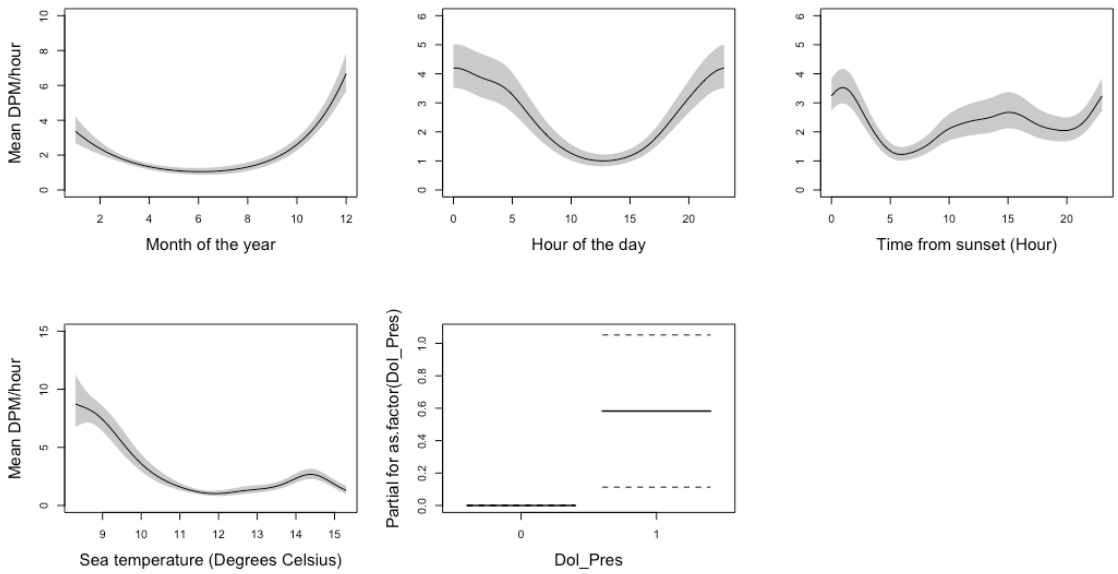 Mean DPM/hour
0 2 4 6 8 10
2 4 6 8 10 12
Month of the year
0 1 2 3 4 5 6
0 5 10 15 20
Hour of the day
0 1 2 3 4 5 6
0 5 10 15 20
Time from sunset (Hour)
Mean DPM/hour
0 5 10 15
9 10 11 12 13 14 15
Sea temperature (Degrees Celsius)
Partial for as.factor(Dol_Pres)
0.0 0.2 0.4 0.6 0.8 1.0
0 1
Dol_Pres